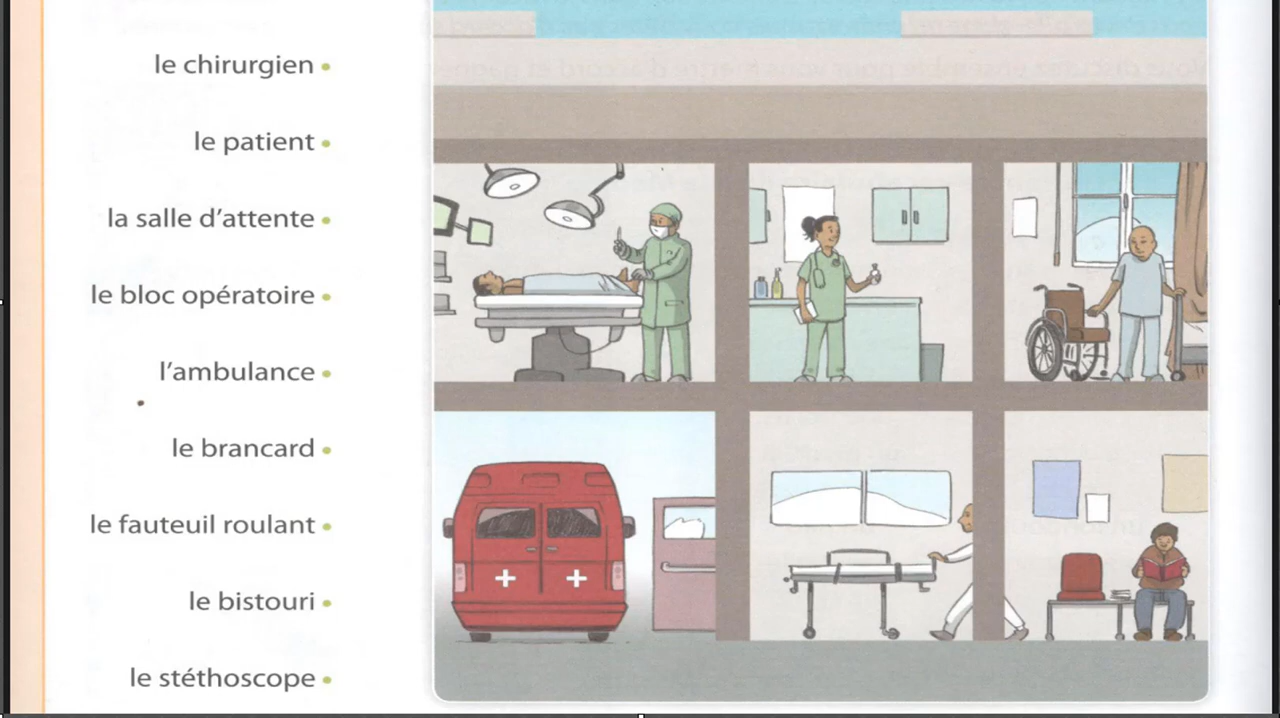 le chirurgien
le patient
la salle d'attente
le bloc opératoire
l'ambulance
le brancard
le fauteuil roulant
le bistouri
le stéthoscope